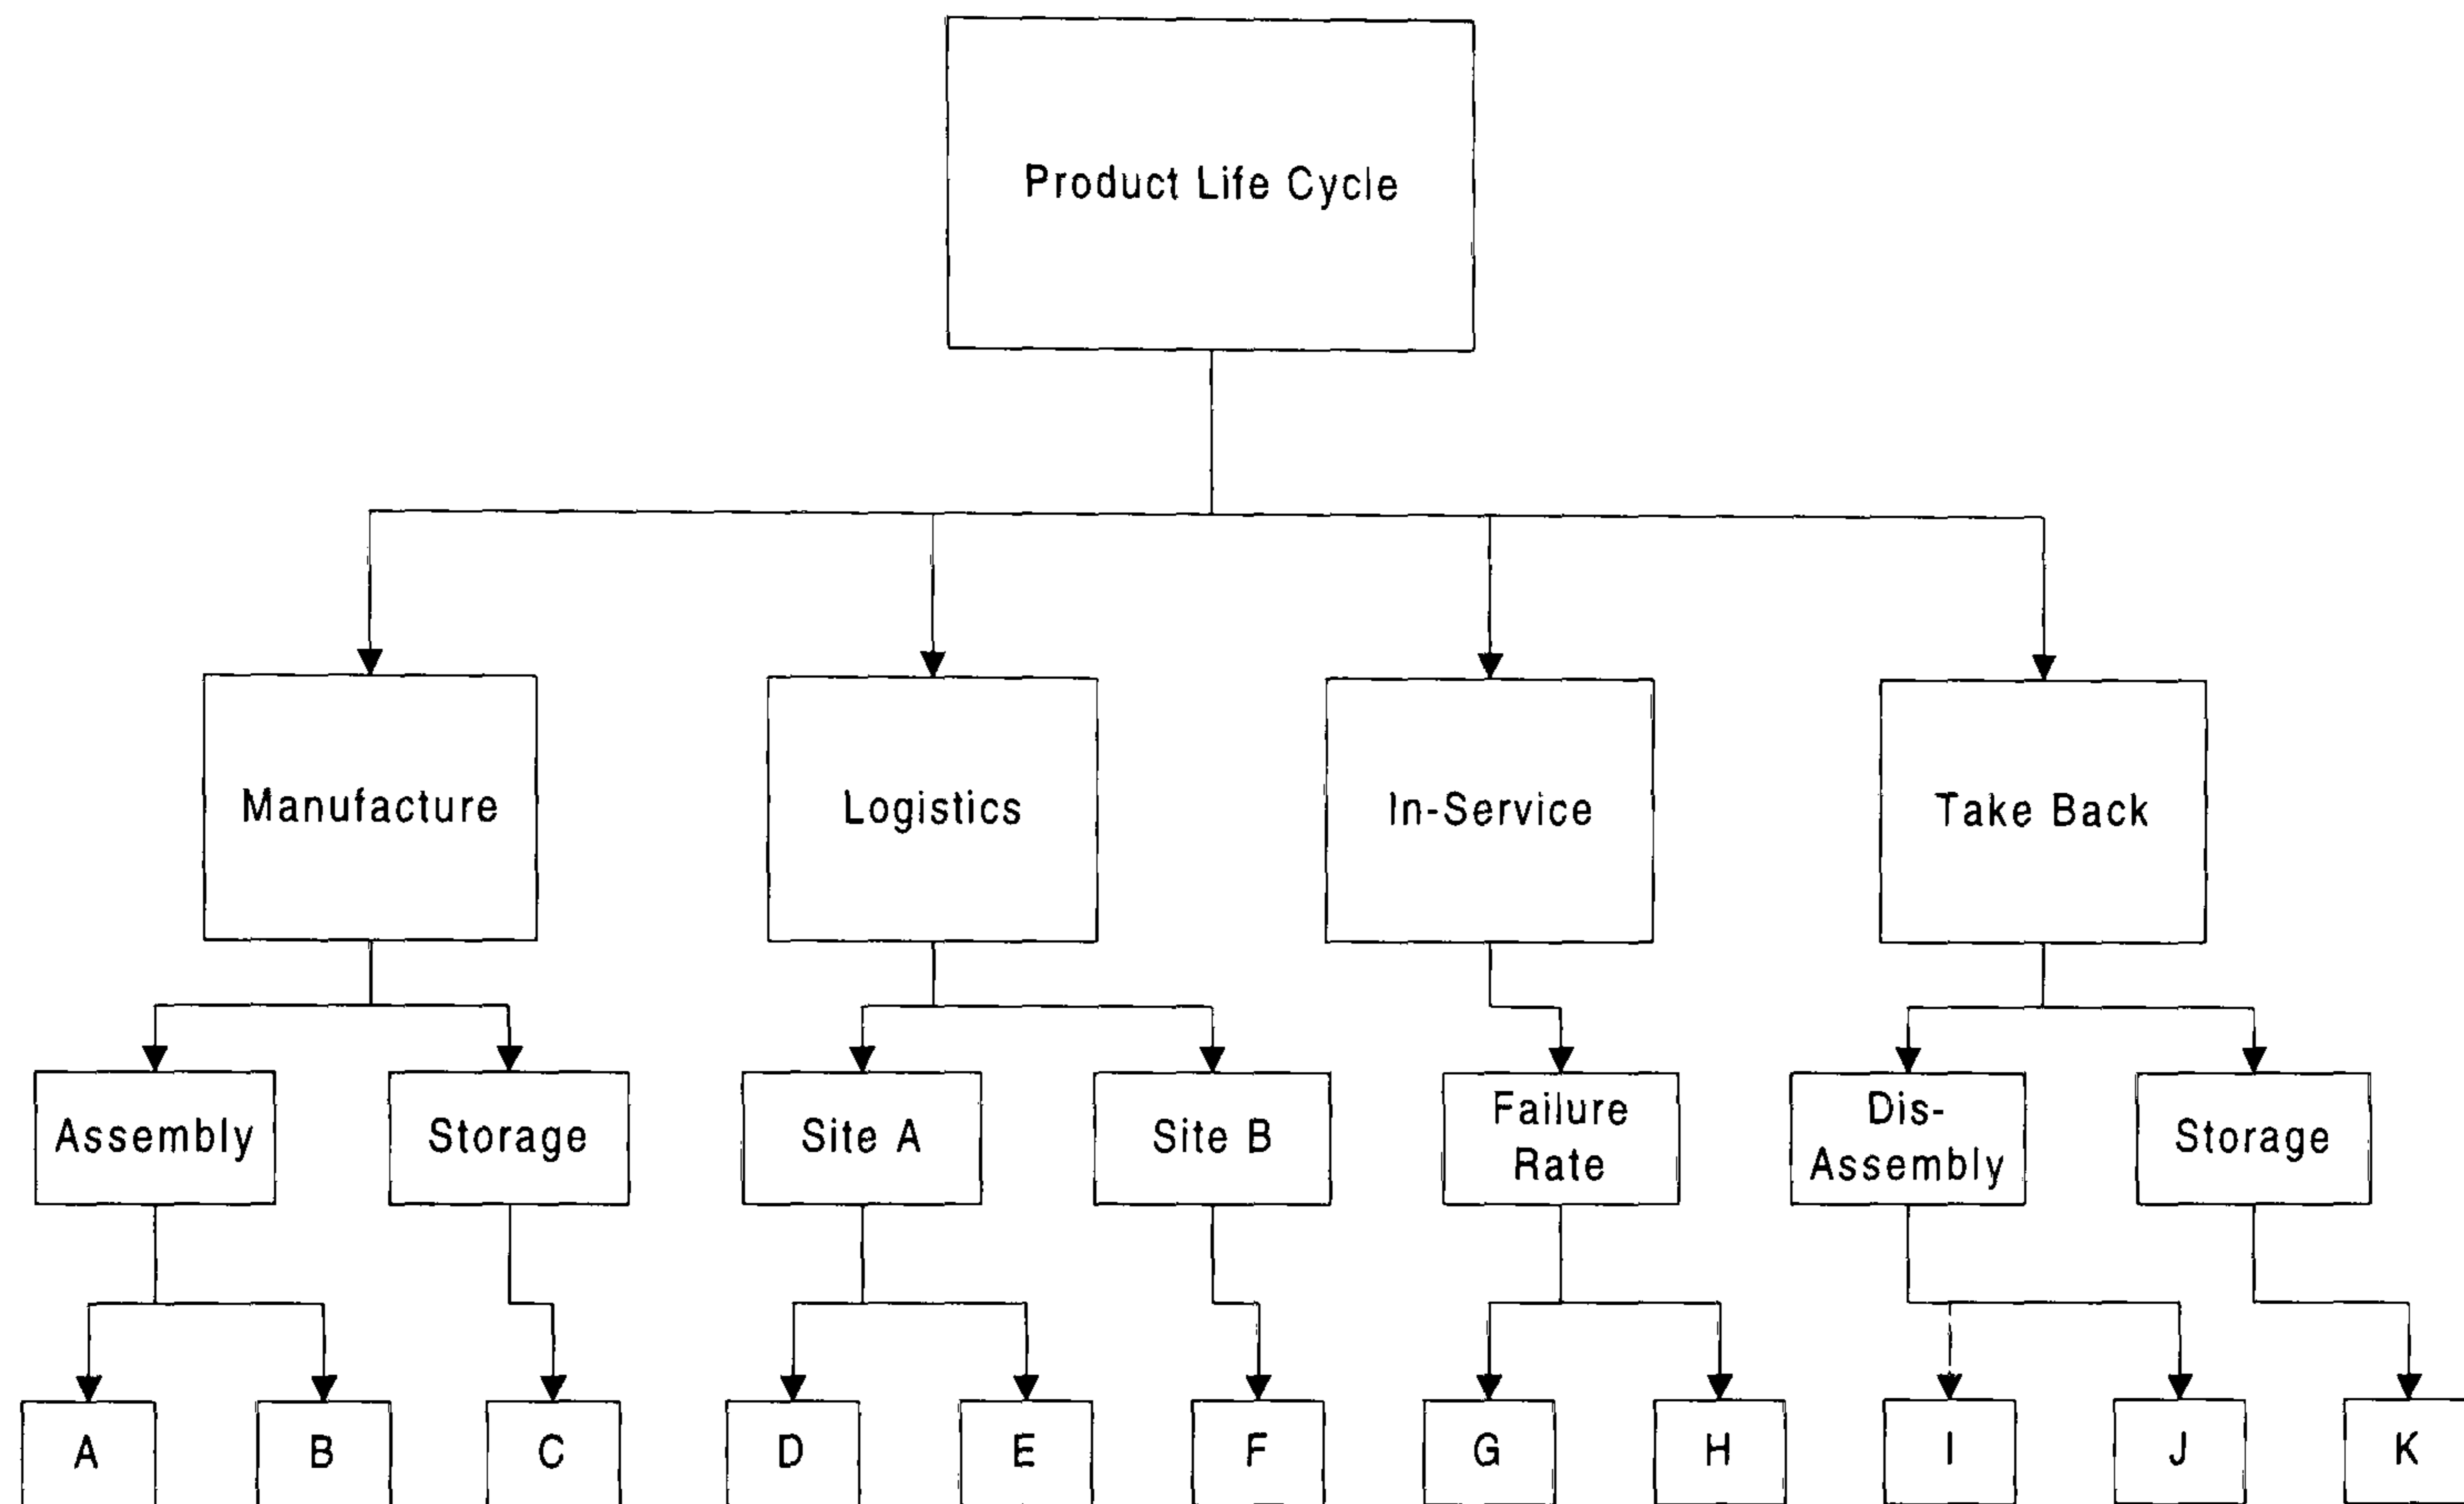 Product Life Cycle
Manufacture
Logistics
In-Service
Take Back
Assembly
Storage
Site A
Site B
Failure
Rate
Dis-
Assembly
Storage
A
B
C
D
E
F
G
H
I
J
K